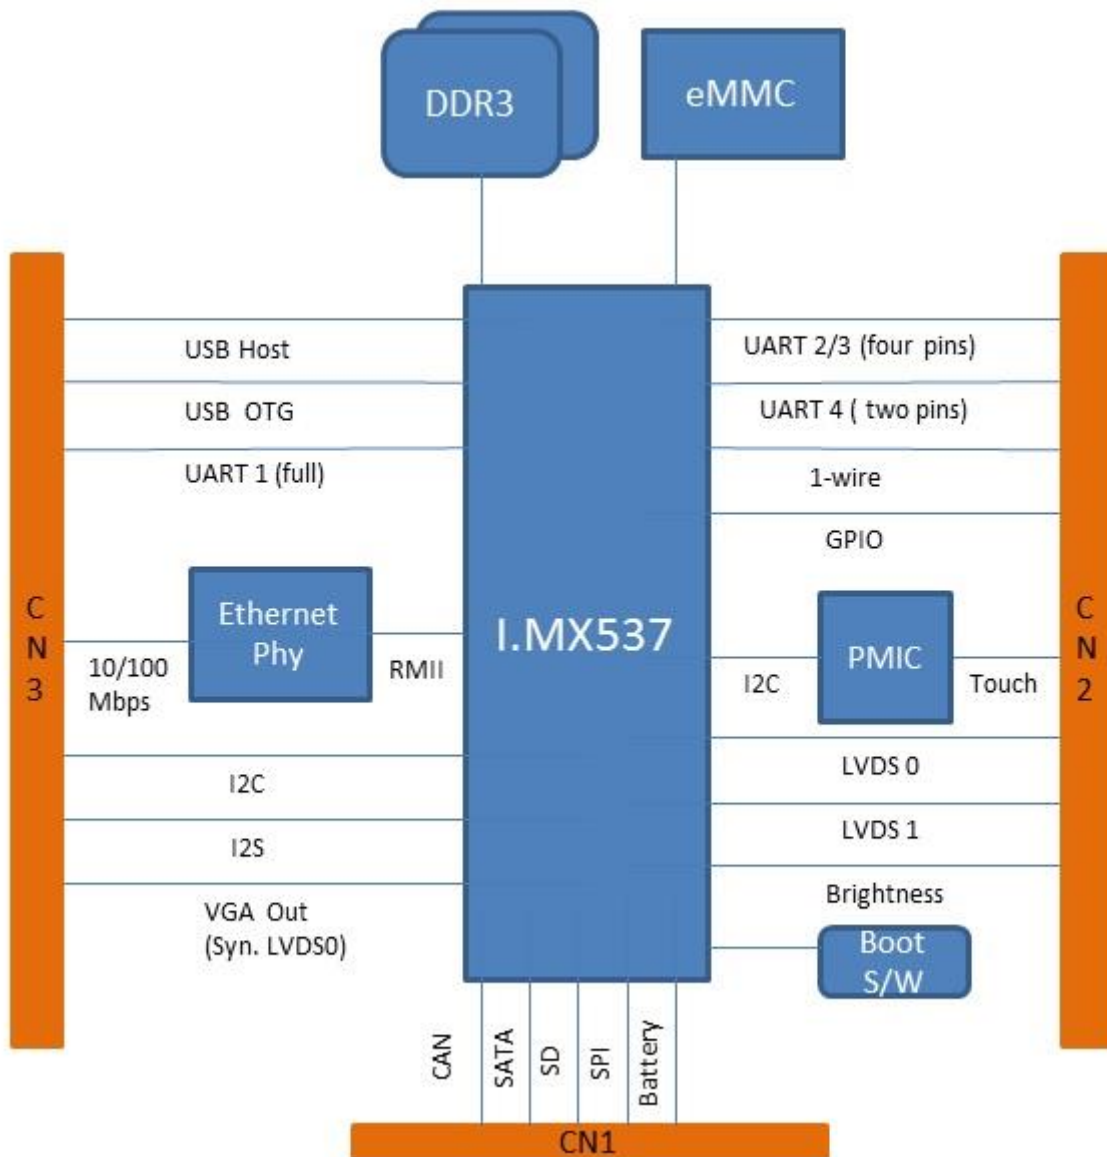 DDR3
eMMC
USB Host
UART 2/3 (four pins)
USB OTG
UART 4 ( two pins)
UART 1 (full)
1-wire
GPIO
C
N
3
Ethernet
Phy
I.MX537
PMIC
C
N
2
10/100
Mbps
RMII
I2C
Touch
I2C
LVDS 0
I2S
LVDS 1
VGA Out
(Syn. LVDS0)
Brightness
Boot
S/W
CAN
SATA
SD
SPI
Battery
CN1